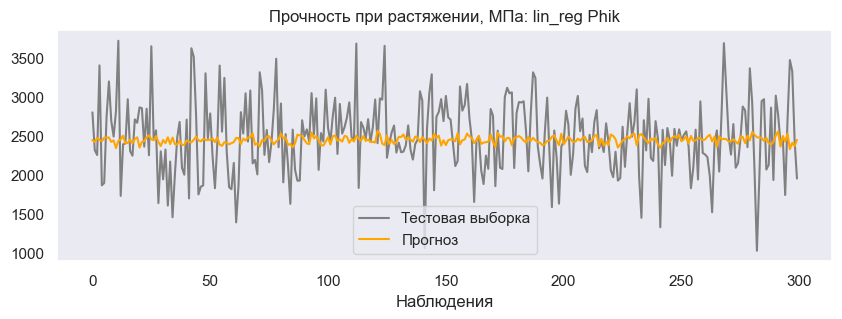 Прочность при растяжении, МПа: lin_reg Phik
3500
3000
2500
2000
1500
1000
Тестовая выборка
Прогноз
0 50 100 150 200 250 300
Наблюдения